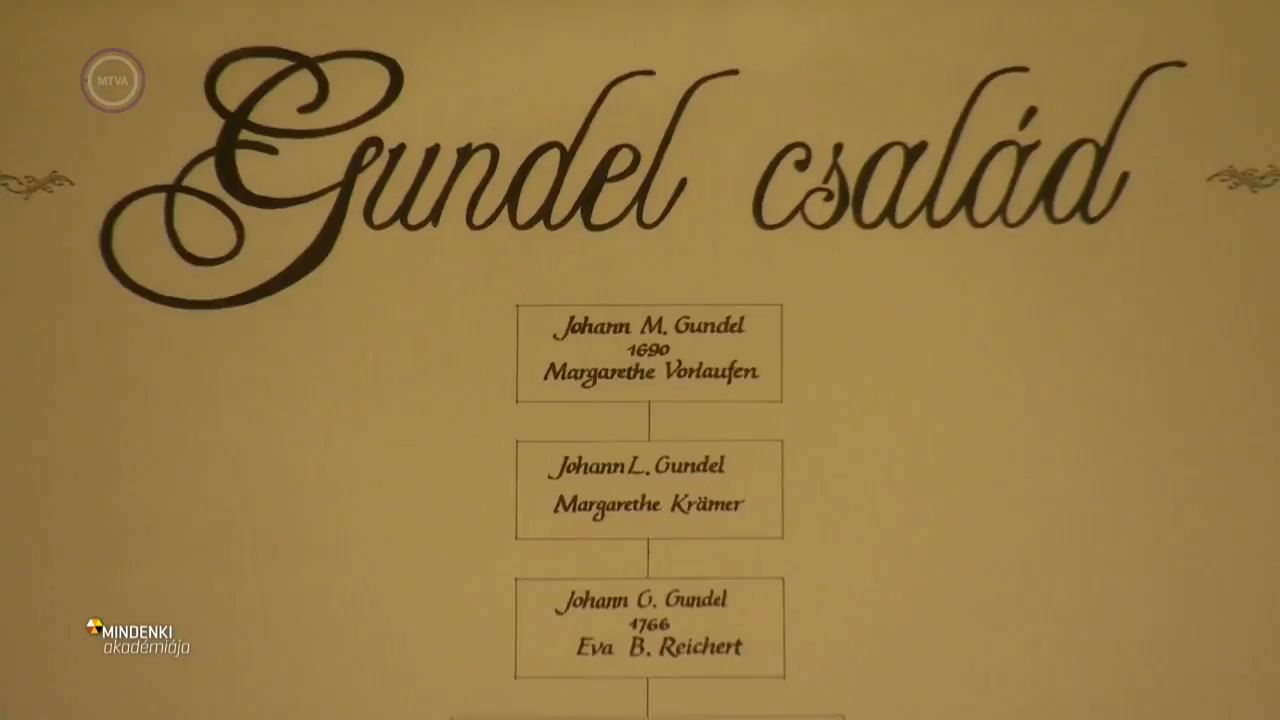 MTVA
Gundel család
Johann M. Gundel
1690
Margarethe Vorlaufen
Johann L. Gundel
Margarethe Krämer
Johann G. Gundel
1766
Eva B. Reichert
MINDENKI
akadémiája